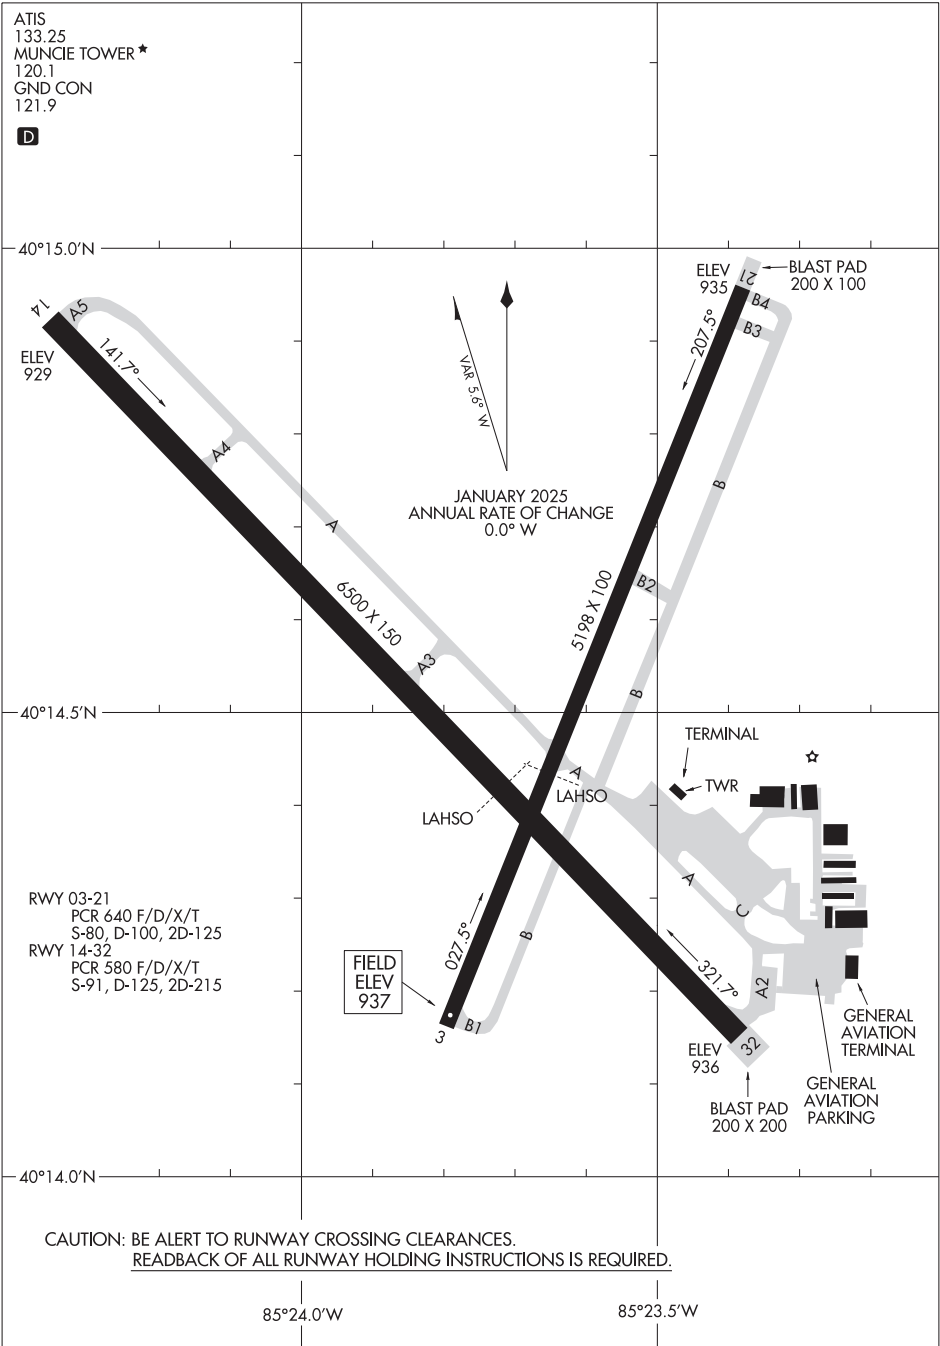 ATIS
133.25
MUNCIE TOWER★
120.1
GND CON
121.9
D
40°15.0'N
14
A5
ELEV
929
141.7°
A4
A
6500 X 150
A3
VAR 5.6° W
JANUARY 2025
ANNUAL RATE OF CHANGE
0.0° W
ELEV
935
21
BLAST PAD
200 X 100
B4
B3
207.5°
B
B2
5198 X 100
B
40°14.5'N
TERMINAL
TWR
A
LAHSO
LAHSO
A
C
RWY 03-21
PCR 640 F/D/X/T
S-80, D-100, 2D-125
RWY 14-32
PCR 580 F/D/X/T
S-91, D-125, 2D-215
FIELD
ELEV
937
027.5°
B
B1
3
321.7°
A2
ELEV
936
32
BLAST PAD
200 X 200
GENERAL
AVIATION
TERMINAL
GENERAL
AVIATION
PARKING
40°14.0'N
CAUTION: BE ALERT TO RUNWAY CROSSING CLEARANCES.
READBACK OF ALL RUNWAY HOLDING INSTRUCTIONS IS REQUIRED.
85°24.0'W
85°23.5'W